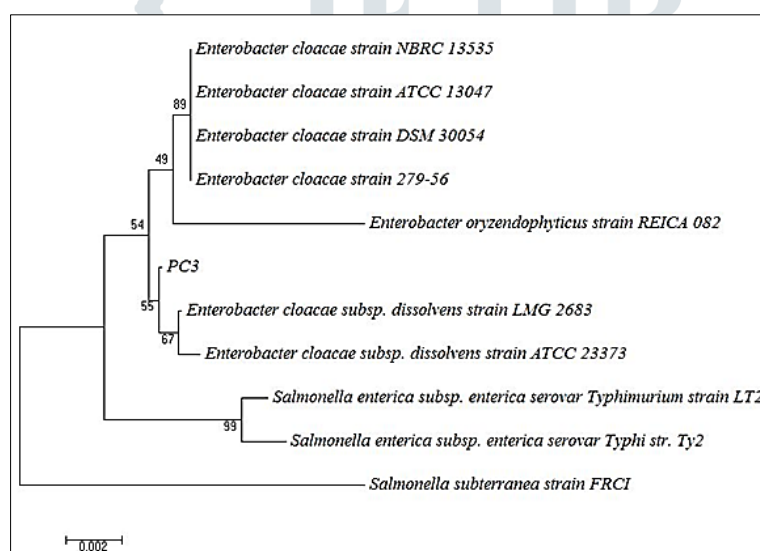 Enterobacter cloacae strain NBRC 13535
Enterobacter cloacae strain ATCC 13047
89
Enterobacter cloacae strain DSM 30054
49
Enterobacter cloacae strain 279-56
Enterobacter oryzendophyticus strain REICA 082
54
PC3
55
Enterobacter cloacae subsp. dissolvens strain LMG 2683
67
Enterobacter cloacae subsp. dissolvens strain ATCC 23373
Salmonella enterica subsp. enterica serovar Typhimurium strain LT2
99
Salmonella enterica subsp. enterica serovar Typhi str. Ty2
Salmonella subterranea strain FRCI
0.002